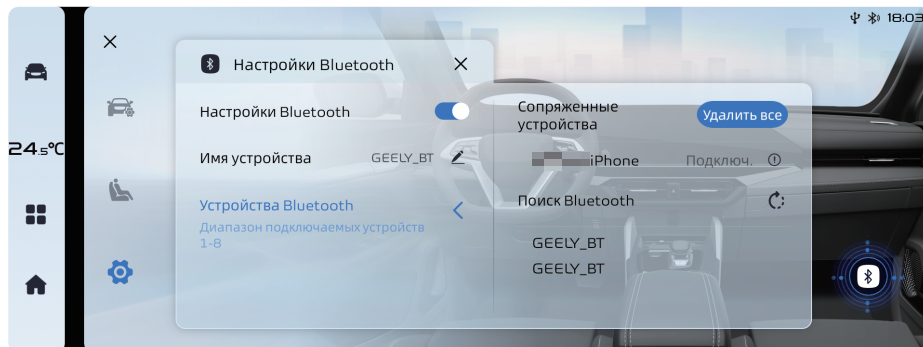 18:03
Настройки Bluetooth
Настройки Bluetooth
Имя устройства GEELY_BT
Устройства Bluetooth
Диапазон подключаемых устройств
1-8
Сопряженные
устройства
Удалить все
iPhone Подключ.
Поиск Bluetooth
GEELY_BT
GEELY_BT
24.5°C